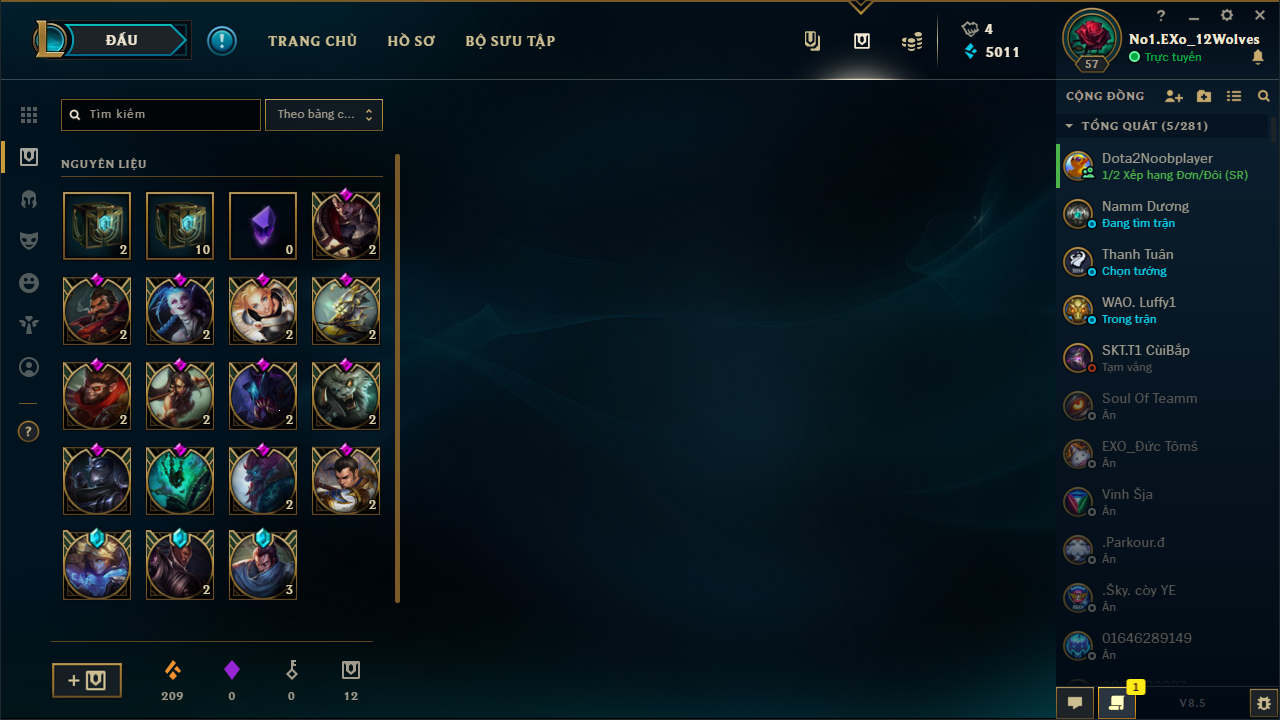 ĐẤU
TRANG CHỦ
HỒ SƠ
BỘ SƯU TẬP
4
5011
57
No1.EXo_12Wolves
Trực tuyến
Tìm kiếm
Theo bảng c...
NGUYÊN LIỆU
2
10
0
2
2
2
2
2
2
2
2
2
2
2
2
3
209
0
0
12
CỘNG ĐỒNG
TỔNG QUÁT (5/281)
Dota2Noobplayer
1/2 Xếp hạng Đơn/Đôi (SR)
Namm Dương
Đang tìm trận
Thanh Tuân
Chọn tướng
WAO. Luffy1
Trong trận
SKT.T1 CùiBắp
Tạm vắng
Soul Of Teamm
Ẩn
EXO_Đức Tômš
Ẩn
Vinh Šja
Ẩn
.Parkour.đ
Ẩn
.Šky. còy YE
Ẩn
01646289149
Ẩn
1
V8.5